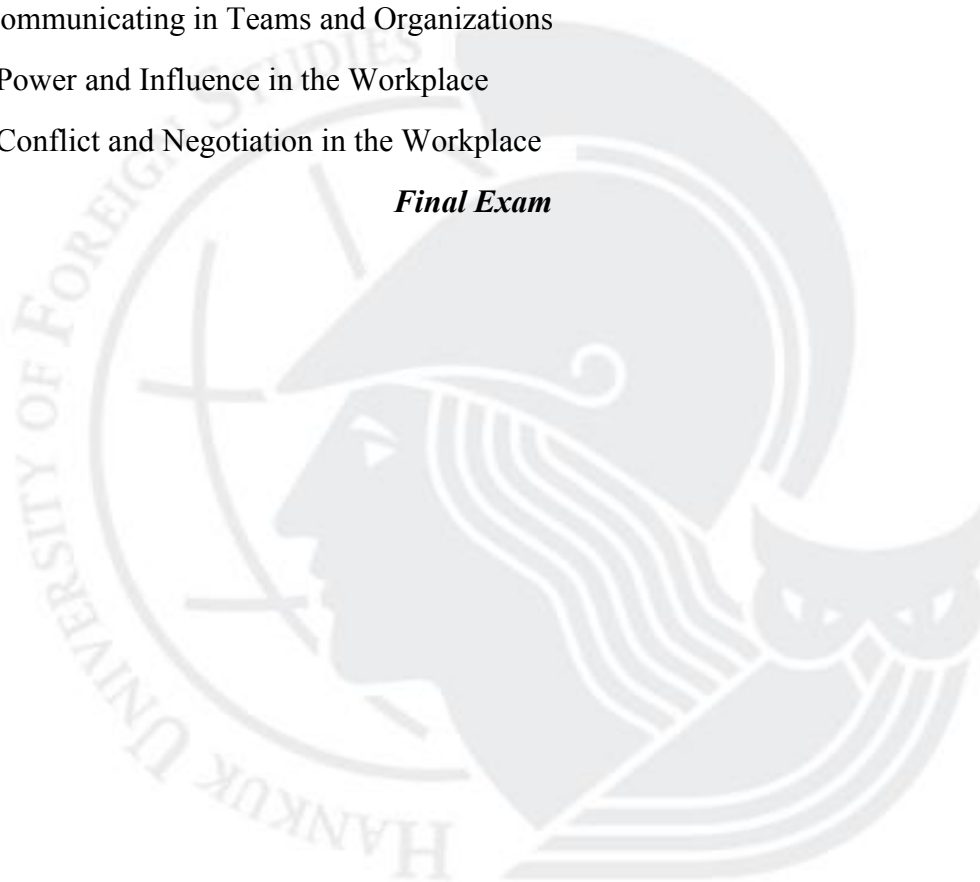 ommunicating in Teams and Organizations
Power and Influence in the Workplace
Conflict and Negotiation in the Workplace
Final Exam
HANKUK UNIVERSITY OF FOREIGN STUDIES